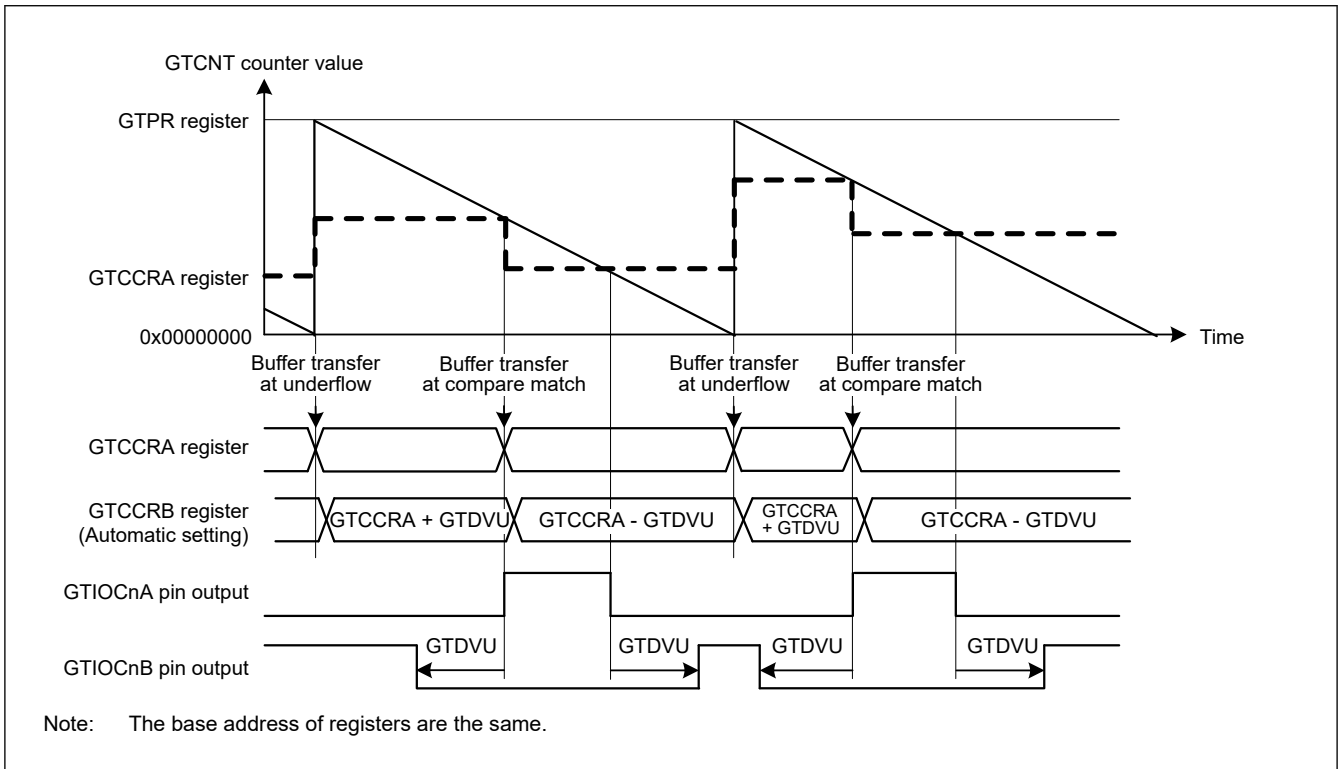 GTCNT counter value
GTPR register
GTCCRA register
0x00000000
Time
Buffer transfer
at underflow
Buffer transfer
at compare match
Buffer transfer
at underflow
Buffer transfer
at compare match
GTCCRA register
GTCCRB register
(Automatic setting)
GTCCRA + GTDVU
GTCCRA - GTDVU
GTCCRA
+ GTDVU
GTCCRA - GTDVU
GTIOCnA pin output
GTIOCnB pin output
GTDVU
GTDVU
GTDVU
GTDVU
Note: The base address of registers are the same.